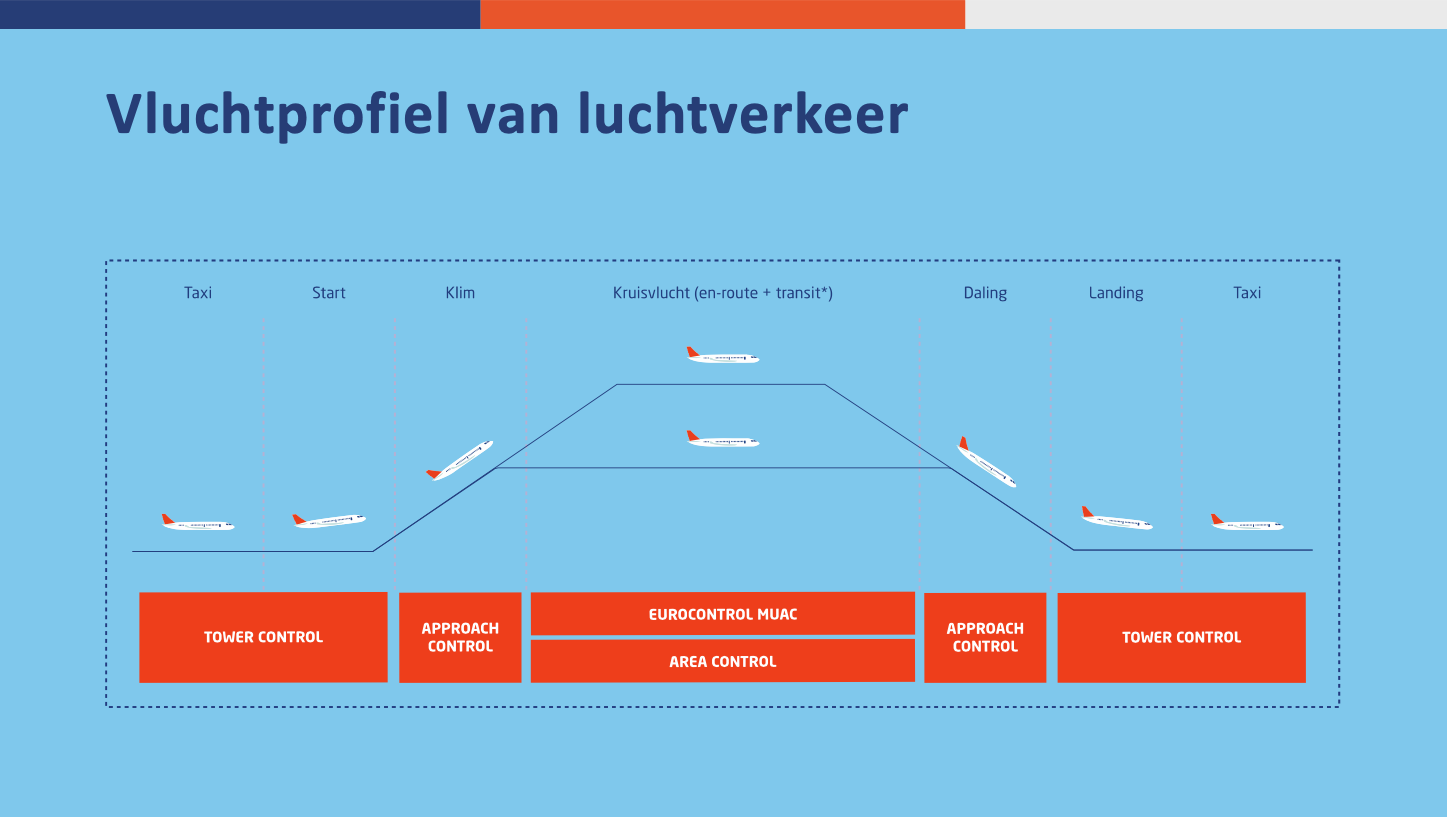 Vluchtprofiel van luchtverkeer
Taxi
Start
Klim
Kruisvlucht (en-route + transit*)
Daling
Landing
Taxi
TOWER CONTROL
APPROACH
CONTROL
EUROCONTROL MUAC
AREA CONTROL
APPROACH
CONTROL
TOWER CONTROL